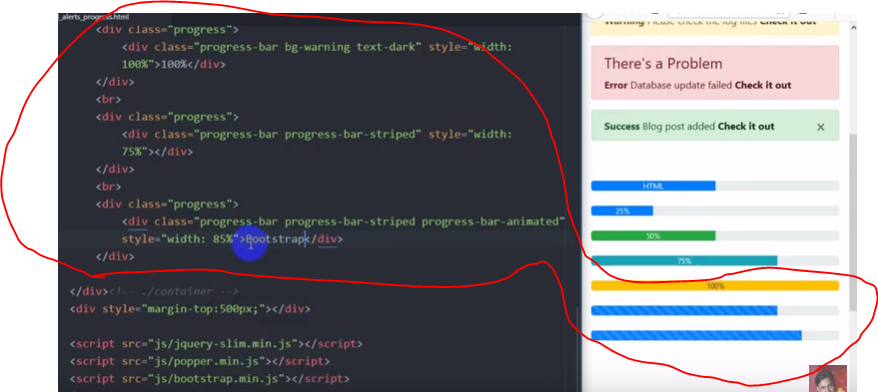 _alerts_progress.html
<div class="progress">
<div class="progress-bar bg-warning text-dark" style="width:
100%">100%</div>
</div>
<br>
<div class="progress">
<div class="progress-bar progress-bar-striped" style="width:
75%"></div>
</div>
<br>
<div class="progress">
<div class="progress-bar progress-bar-striped progress-bar-animated"
style="width: 85%">Bootstrap</div>
</div>
</div><!-- ./container -->
<div style="margin-top:500px;"></div>
<script src="js/jquery-slim.min.js"></script>
<script src="js/popper.min.js"></script>
<script src="js/bootstrap.min.js"></script>
Warning Please check the log files Check it out
There's a Problem
Error Database update failed Check it out
Success Blog post added Check it out ×
HTML
25%
50%
75%
100%